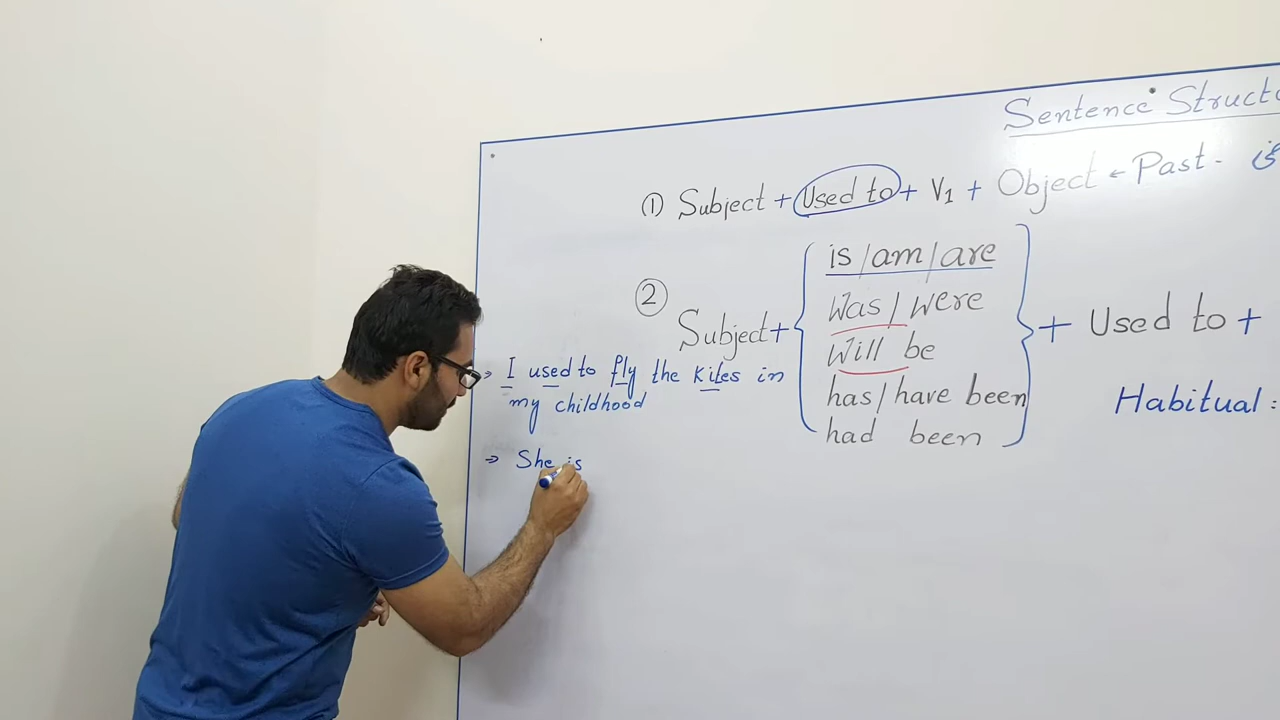 Sentence
① Subject + Used to + V1 + Object ← Past.
② Subject + { is / am / are } + Used to +
Was / Were
Will be
has / have been
had been
Habitual :
→ I used to fly the kites in
my childhood
→ She is